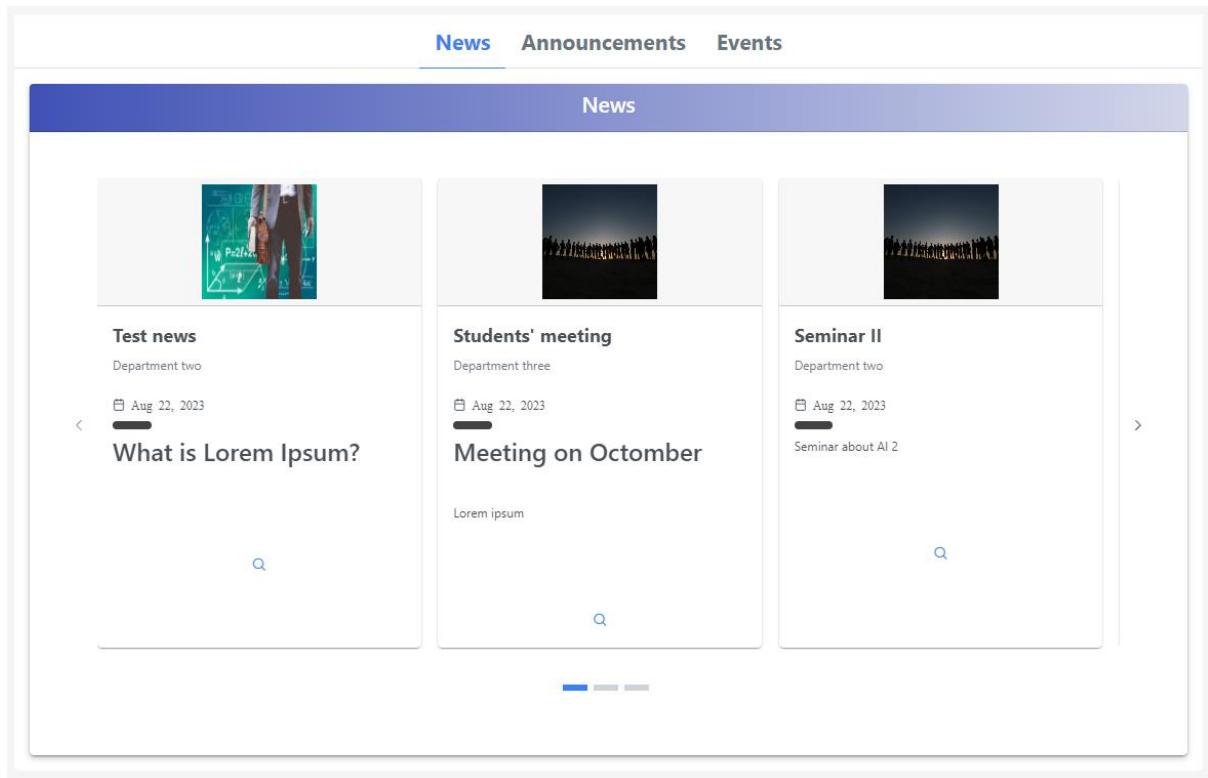 News Announcements Events
News
Test news
Department two
Aug 22, 2023
What is Lorem Ipsum?
Students' meeting
Department three
Aug 22, 2023
Meeting on Octomber
Lorem ipsum
Seminar II
Department two
Aug 22, 2023
Seminar about AI 2